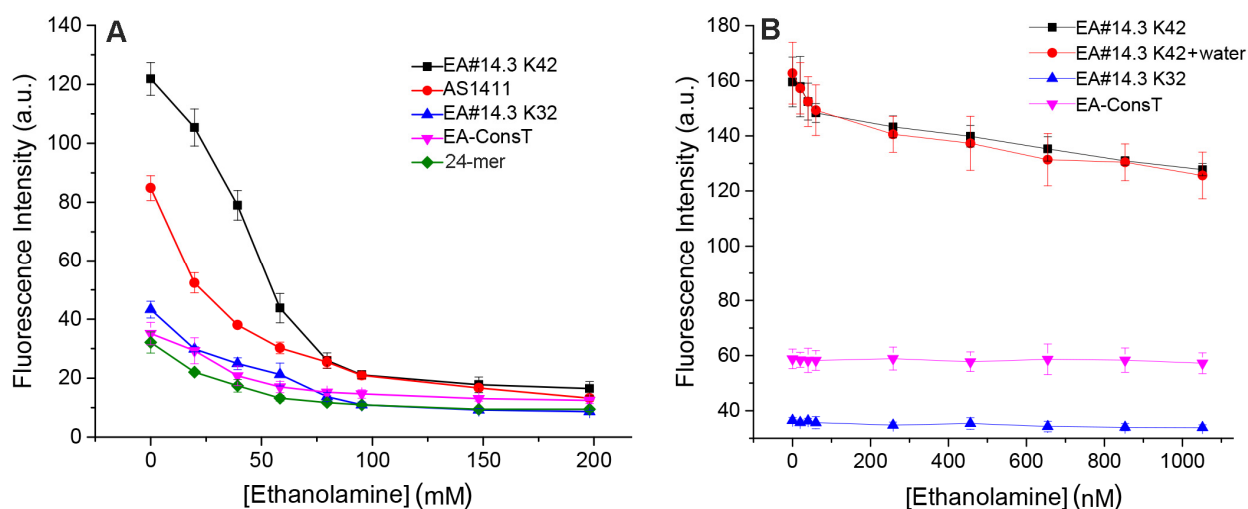 A
Fluorescence Intensity (a.u.)
140
120
100
80
60
40
20
0
EA#14.3 K42
AS1411
EA#14.3 K32
EA-ConsT
24-mer
0
50
100
150
200
[Ethanolamine] (mM)
B
Fluorescence Intensity (a.u.)
180
160
140
120
100
80
60
40
EA#14.3 K42
EA#14.3 K42+water
EA#14.3 K32
EA-ConsT
0
200
400
600
800
1000
[Ethanolamine] (nM)